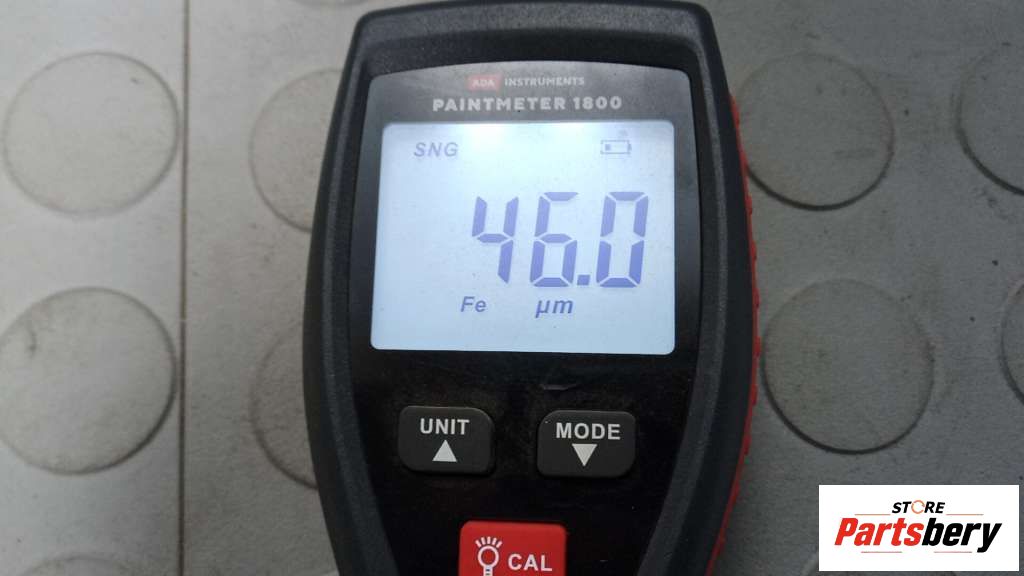 ADA INSTRUMENTS
PAINTMETER 1800
SNG
46.0
Fe µm
UNIT MODE
CAL
STORE
Partsbery